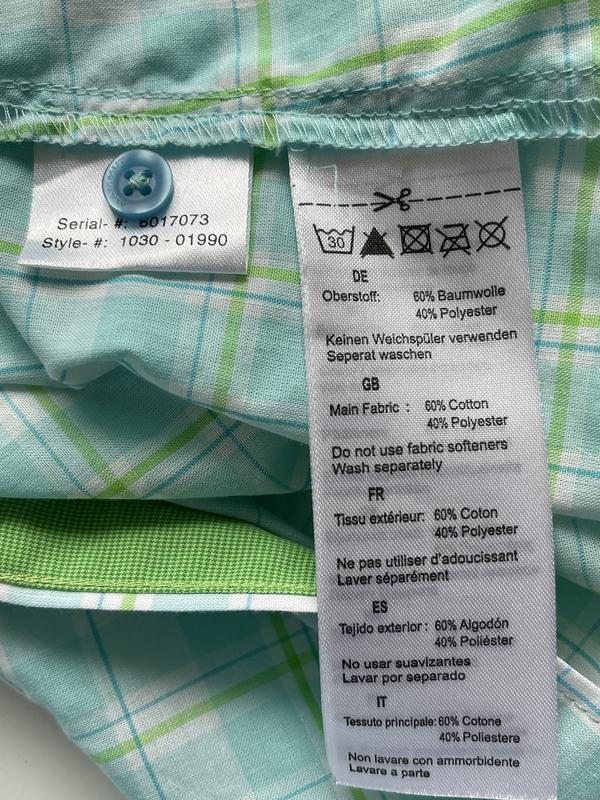 Serial- #: 6017073
Style- #: 1030 - 01990
30
DE
Oberstoff: 60% Baumwolle
40% Polyester
Keinen Weichspüler verwenden
Seperat waschen
GB
Main Fabric : 60% Cotton
40% Polyester
Do not use fabric softeners
Wash separately
FR
Tissu extérieur: 60% Coton
40% Polyester
Ne pas utiliser d'adoucissant
Laver séparément
ES
Tejido exterior : 60% Algodón
40% Poliéster
No usar suavizantes
Lavar por separado
IT
Tessuto principale: 60% Cotone
40% Poliestere
Non lavare con ammorbidente
Lavare a parte